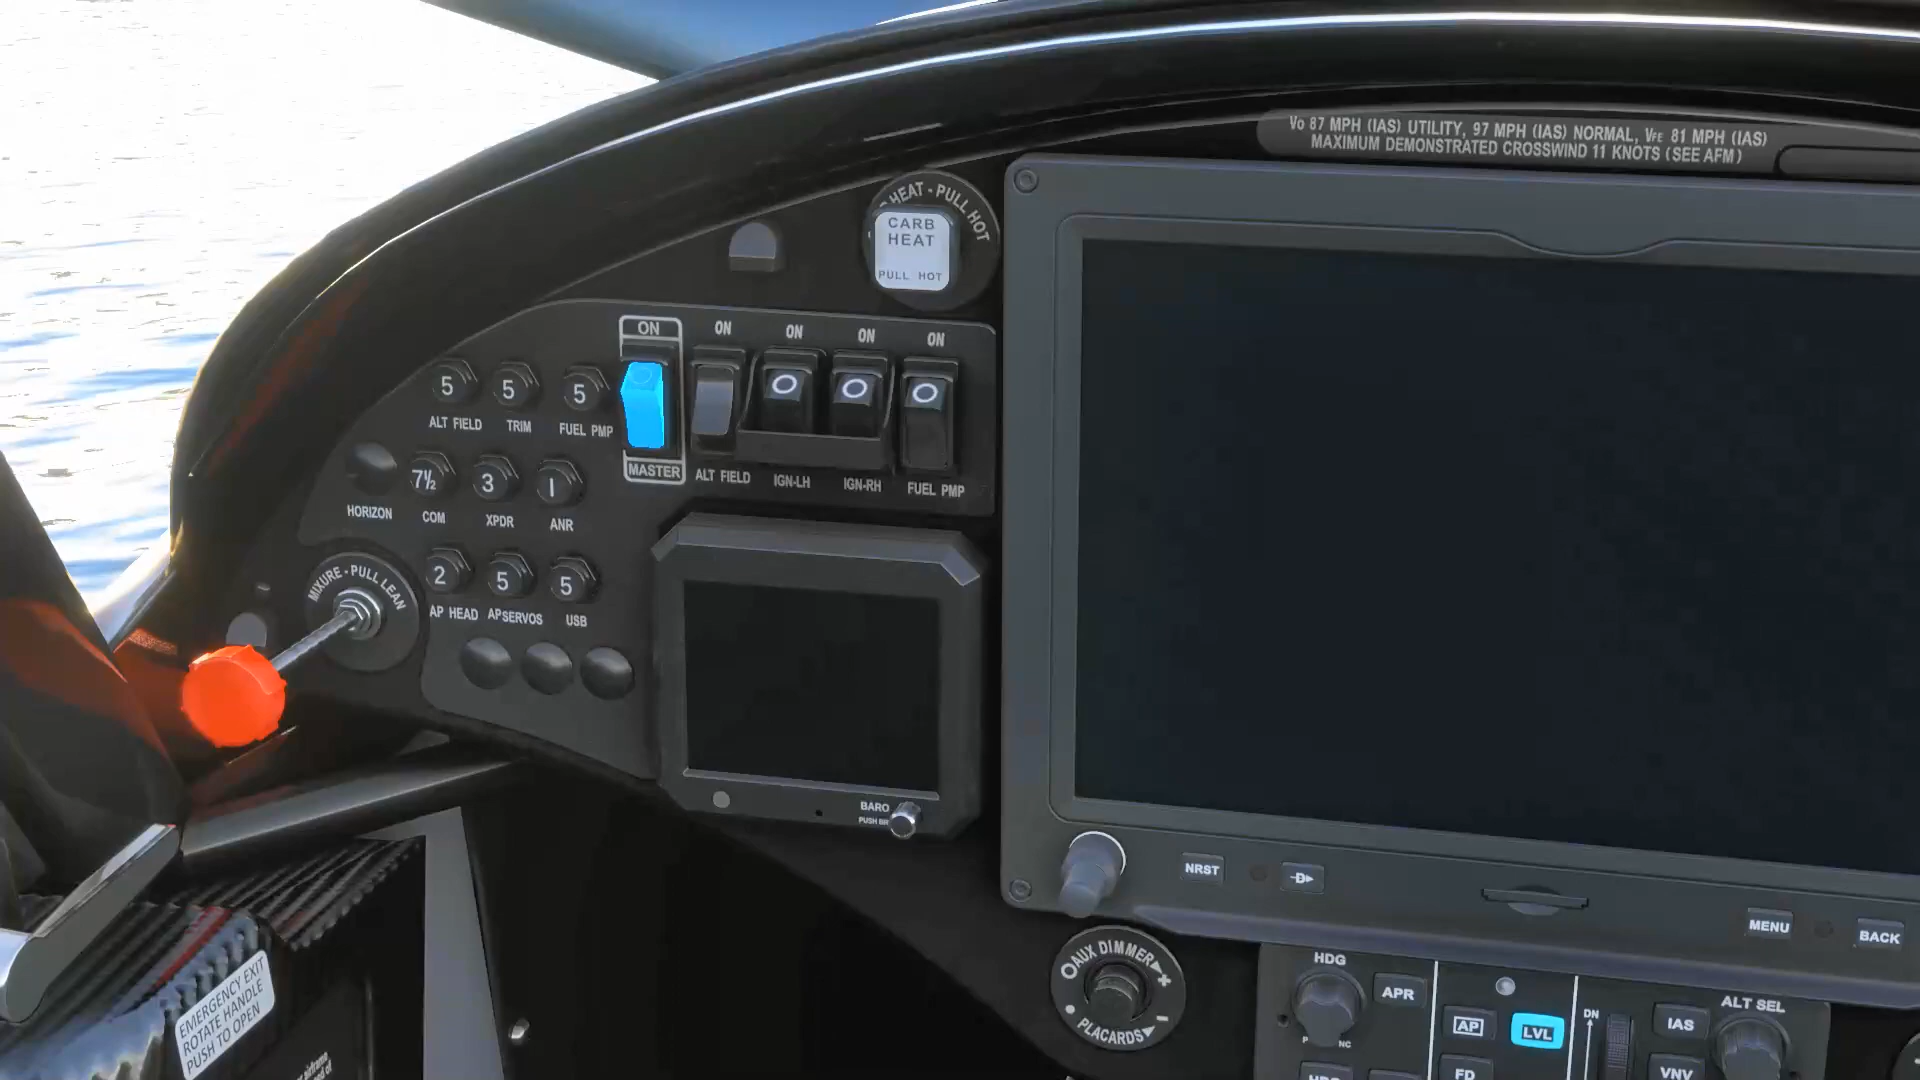 Vo 87 MPH (IAS) UTILITY, 97 MPH (IAS) NORMAL, VFE 81 MPH (IAS)
MAXIMUM DEMONSTRATED CROSSWIND 11 KNOTS (SEE AFM)
HEAT - PULL HOT
CARB
HEAT
PULL HOT
ON
ON
ON
ON
ON
5
5
5
ALT FIELD
TRIM
FUEL PMP
MASTER
ALT FIELD
IGN-LH
IGN-RH
FUEL PMP
7½
3
1
HORIZON
COM
XPDR
ANR
MIXURE - PULL LEAN
2
5
5
AP HEAD
APSERVOS
USB
BARO
NRST
D
MENU
BACK
AUX DIMMER
+
-
PLACARDS
HDG
APR
AP
LVL
DN
IAS
ALT SEL
FD
VNV
EMERGENCY EXIT
ROTATE HANDLE
PUSH TO OPEN